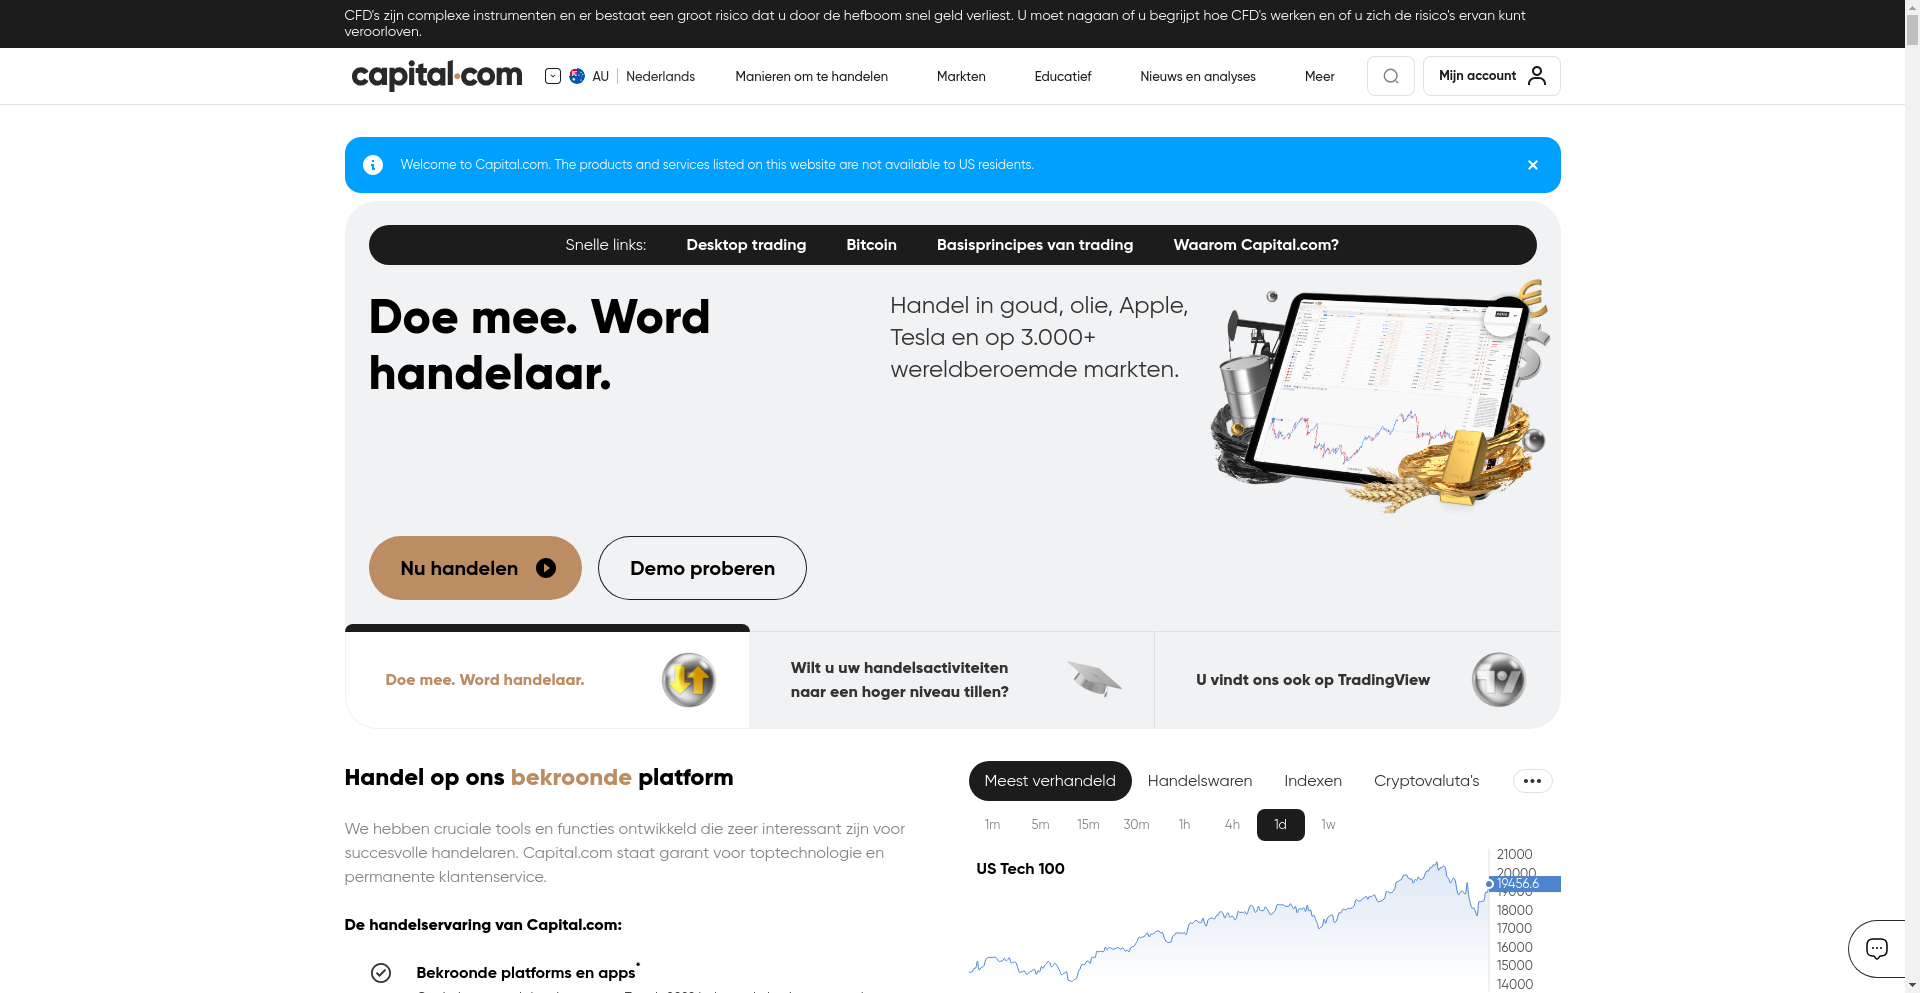 CFD's zijn complexe instrumenten en er bestaat een groot risico dat u door de hefboom snel geld verliest. U moet nagaan of u begrijpt hoe CFD's werken en of u zich de risico's ervan kunt
veroorloven.
capital.com
AU
Nederlands
Manieren om te handelen
Markten
Educatief
Nieuws en analyses
Meer
Mijn account
Welcome to Capital.com. The products and services listed on this website are not available to US residents.
Snelle links:
Desktop trading
Bitcoin
Basisprincipes van trading
Waarom Capital.com?
Doe mee. Word
handelaar.
Handel in goud, olie, Apple,
Tesla en op 3.000+
wereldberoemde markten.
Nu handelen
Demo proberen
Doe mee. Word handelaar.
Wilt u uw handelsactiviteiten
naar een hoger niveau tillen?
U vindt ons ook op TradingView
Handel op ons bekroonde platform
We hebben cruciale tools en functies ontwikkeld die zeer interessant zijn voor
succesvolle handelaren. Capital.com staat garant voor toptechnologie en
permanente klantenservice.
De handelservaring van Capital.com:
Bekroonde platforms en apps*
Meest verhandeld
Handelswaren
Indexen
Cryptovaluta's
1m
5m
15m
30m
1h
4h
1d
1w
US Tech 100
21000
20000
19456.6
19000
18000
17000
16000
15000
14000